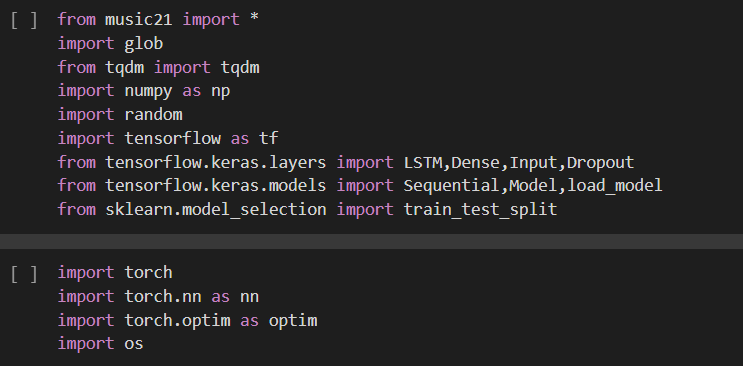 [ ] from music21 import *
import glob
from tqdm import tqdm
import numpy as np
import random
import tensorflow as tf
from tensorflow.keras.layers import LSTM,Dense,Input,Dropout
from tensorflow.keras.models import Sequential,Model,load_model
from sklearn.model_selection import train_test_split
[ ] import torch
import torch.nn as nn
import torch.optim as optim
import os